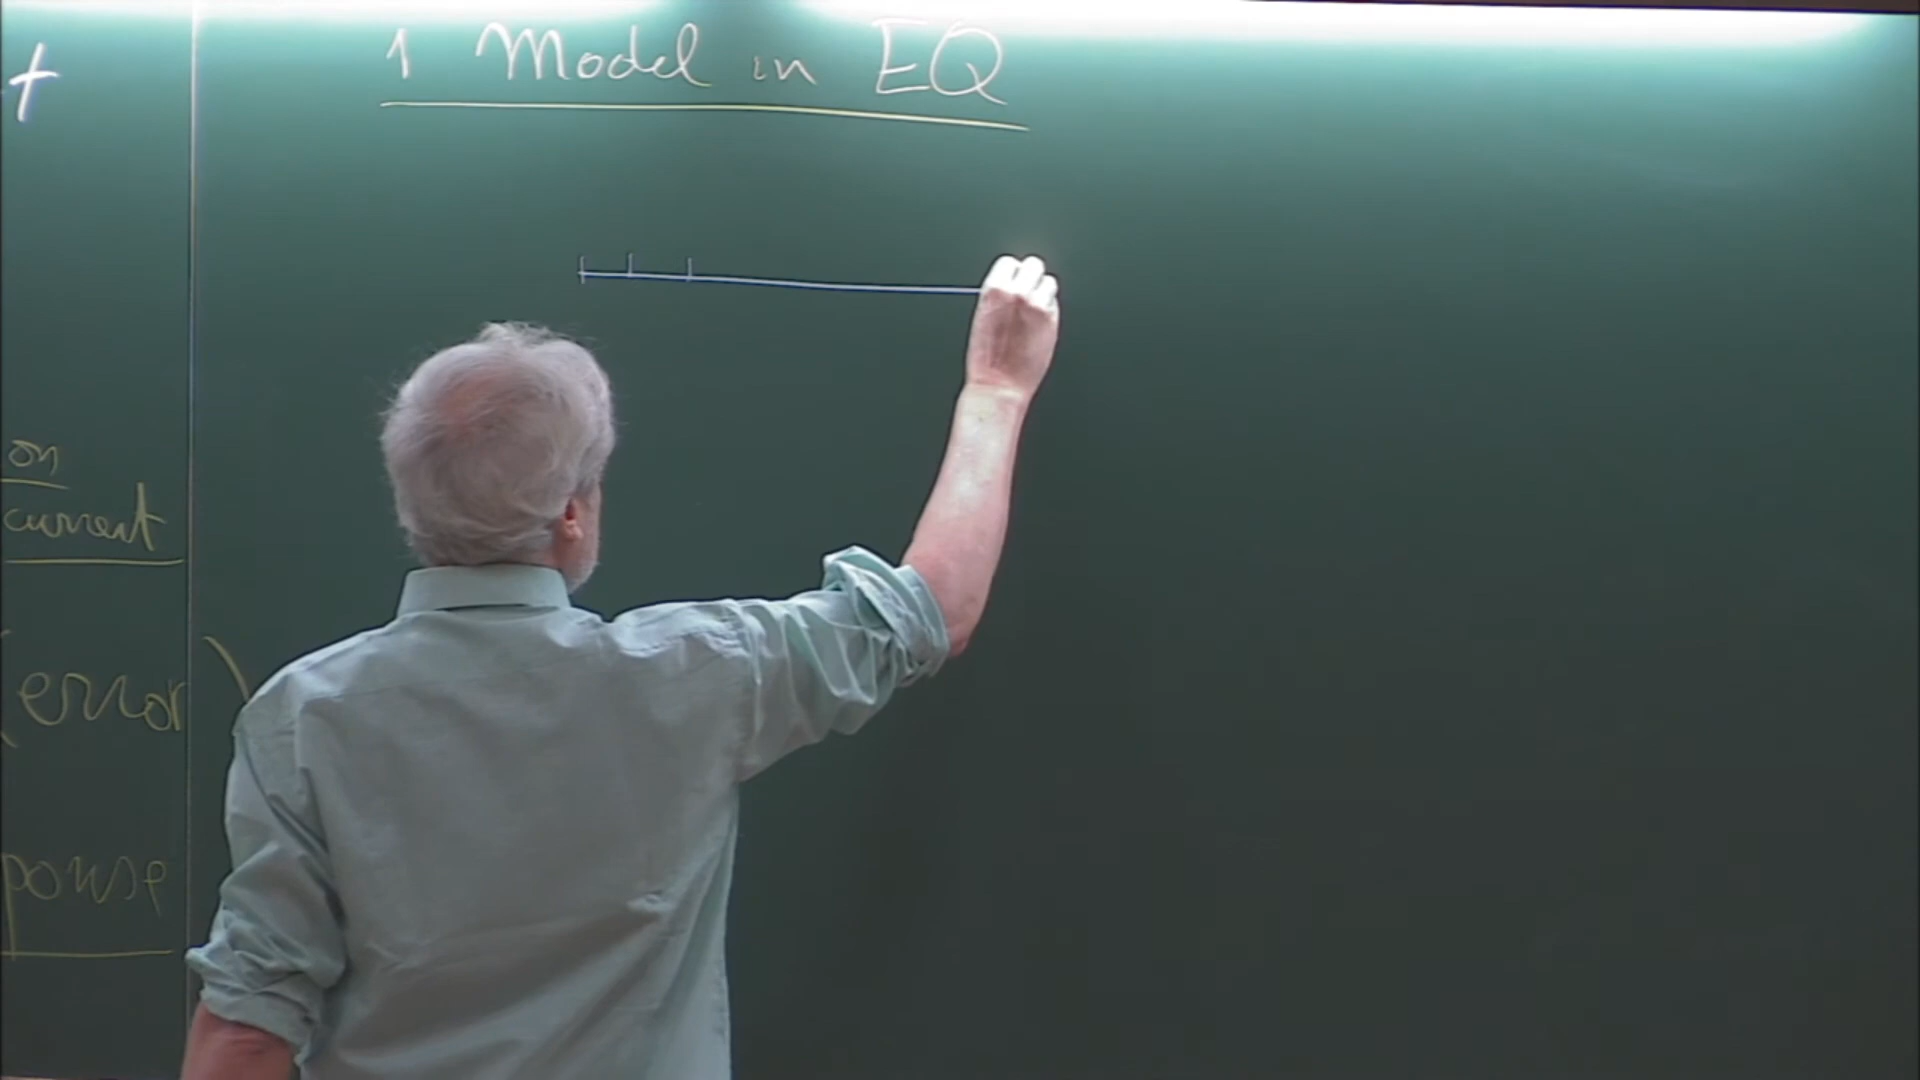 t
on
current
(error)
ponse
1 Model in EQ